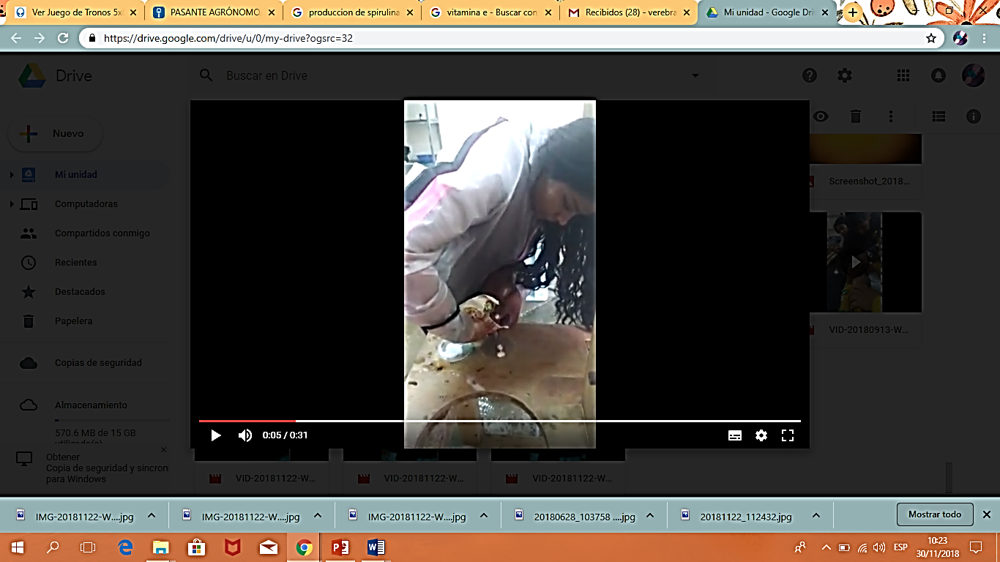 Ver Juego de Tronos 5x
PASANTE AGRÓNOMO
produccion de spirulina
vitamina e - Buscar con
Recibidos (28) - verebra
Mi unidad - Google Dri
https://drive.google.com/drive/u/0/my-drive?ogsrc=32
Drive
Buscar en Drive
Nuevo
Mi unidad
Computadoras
Compartidos conmigo
Recientes
Destacados
Papelera
Copias de seguridad
Almacenamiento
570.6 MB de 15 GB
utilizado(s)
Obtener
Copia de seguridad y sincron
para Windows
Screenshot_2018...
VID-20180913-W...
0:05 / 0:31
VID-20181122-W...
VID-20181122-W...
VID-20181122-W...
IMG-20181122-W....jpg
IMG-20181122-W....jpg
IMG-20181122-W....jpg
20180628_103758 ....jpg
20181122_112432.jpg
Mostrar todo
ESP
10:23
30/11/2018